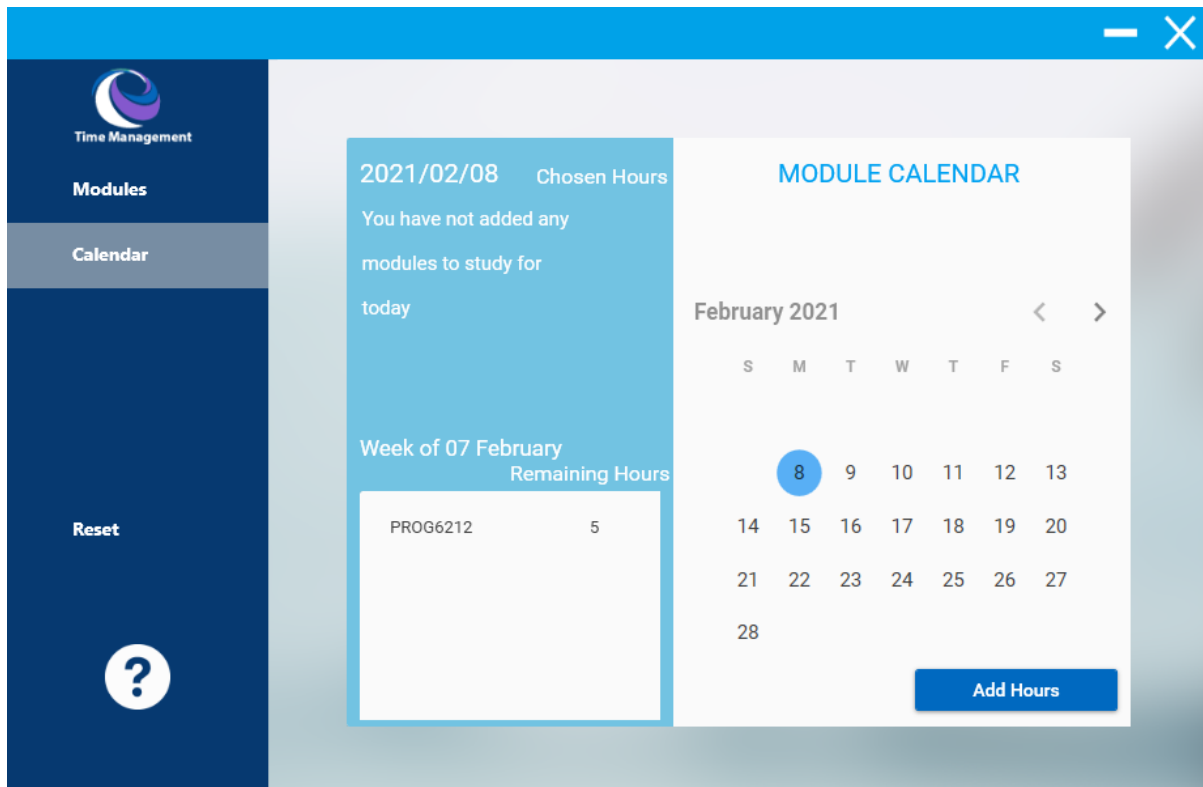 Time Management
Modules
Calendar
Reset
?
2021/02/08 Chosen Hours
You have not added any
modules to study for
today
Week of 07 February
Remaining Hours
PROG6212 5
MODULE CALENDAR
February 2021
S M T W T F S
8 9 10 11 12 13
14 15 16 17 18 19 20
21 22 23 24 25 26 27
28
Add Hours